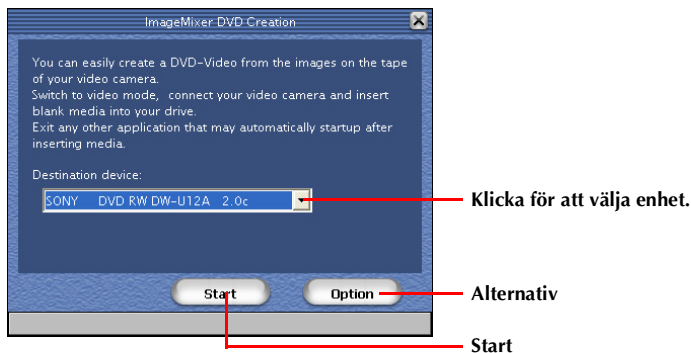 ImageMixer DVD Creation
You can easily create a DVD-Video from the images on the tape
of your video camera.
Switch to video mode, connect your video camera and insert
blank media into your drive.
Exit any other application that may automatically startup after
inserting media.
Destination device:
SONY DVD RW DW-U12A 2.0c
Klicka för att välja enhet.
Start
Option
Alternativ
Start